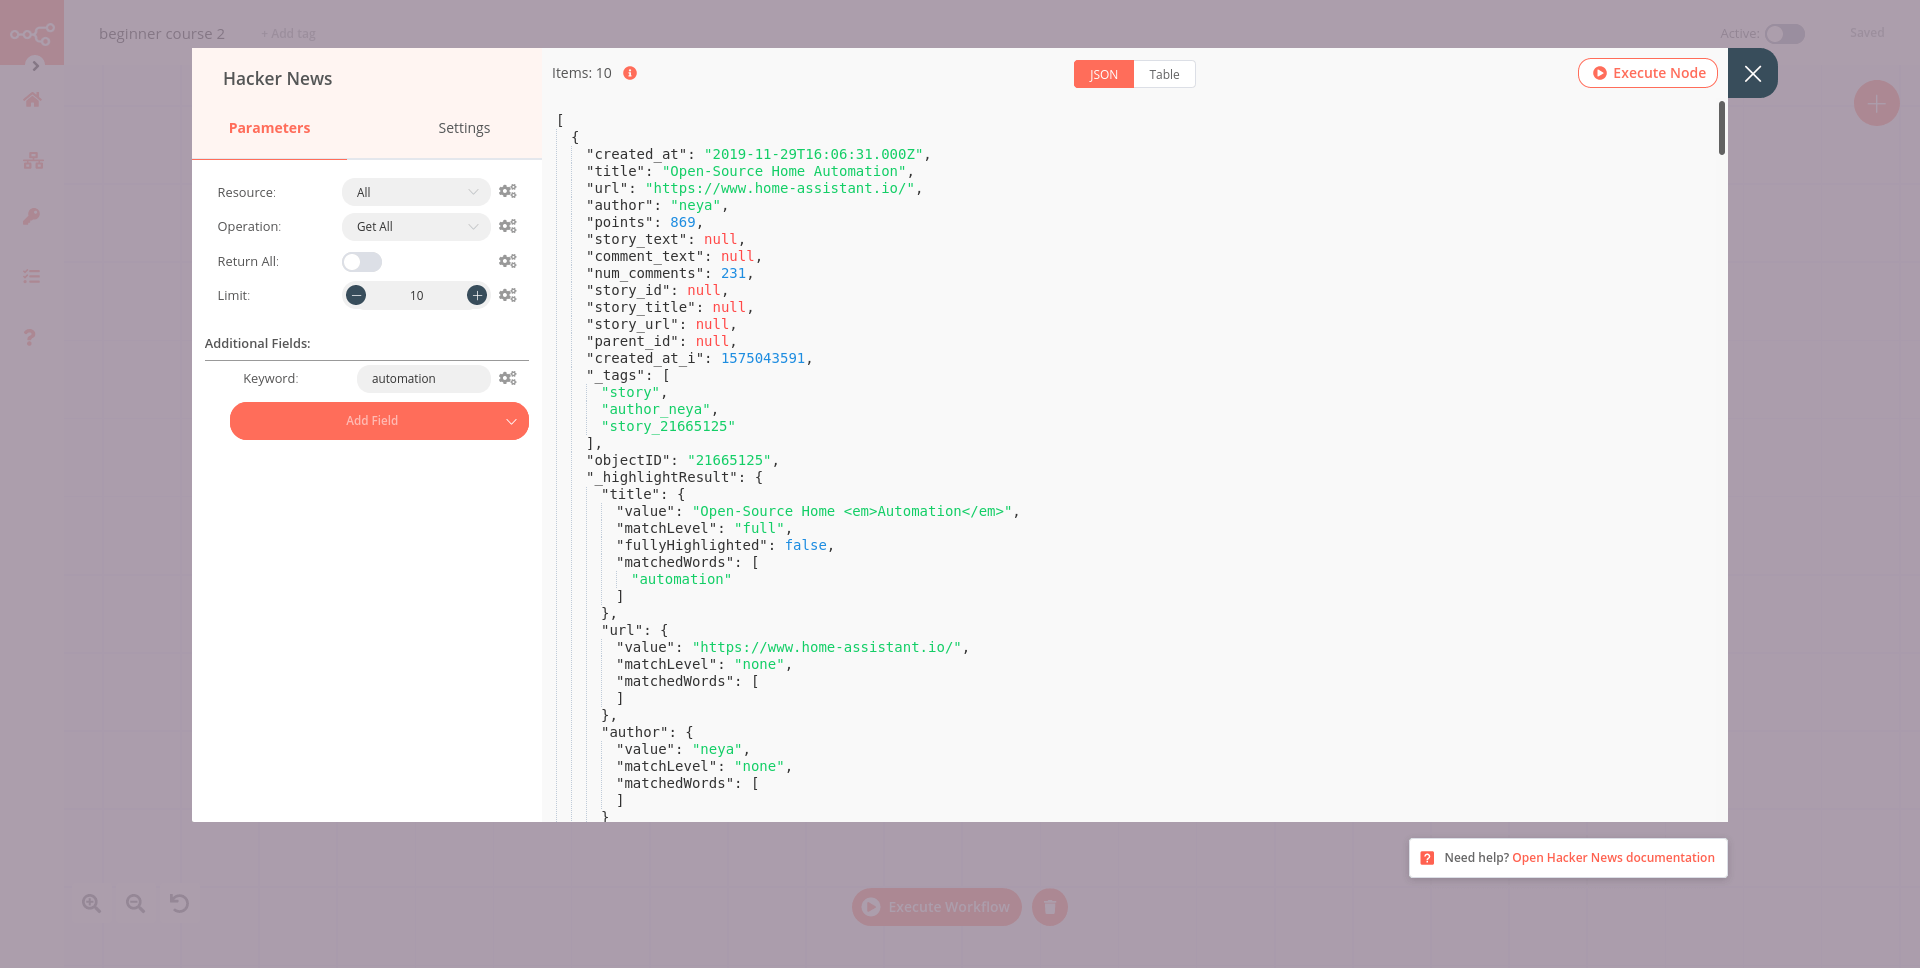 beginner course 2
+ Add tag
Active:
Saved
Hacker News
Parameters
Settings
Resource:
All
Operation:
Get All
Return All:
Limit:
10
Additional Fields:
Keyword:
automation
Add Field
Items: 10
JSON
Table
Execute Node
[
{
"created_at": "2019-11-29T16:06:31.000Z",
"title": "Open-Source Home Automation",
"url": "https://www.home-assistant.io/",
"author": "neya",
"points": 869,
"story_text": null,
"comment_text": null,
"num_comments": 231,
"story_id": null,
"story_title": null,
"story_url": null,
"parent_id": null,
"created_at_i": 1575043591,
"_tags": [
"story",
"author_neya",
"story_21665125"
],
"objectID": "21665125",
"_highlightResult": {
"title": {
"value": "Open-Source Home <em>Automation</em>",
"matchLevel": "full",
"fullyHighlighted": false,
"matchedWords": [
"automation"
]
},
"url": {
"value": "https://www.home-assistant.io/",
"matchLevel": "none",
"matchedWords": [
]
},
"author": {
"value": "neya",
"matchLevel": "none",
"matchedWords": [
]
}
Need help? Open Hacker News documentation
Execute Workflow